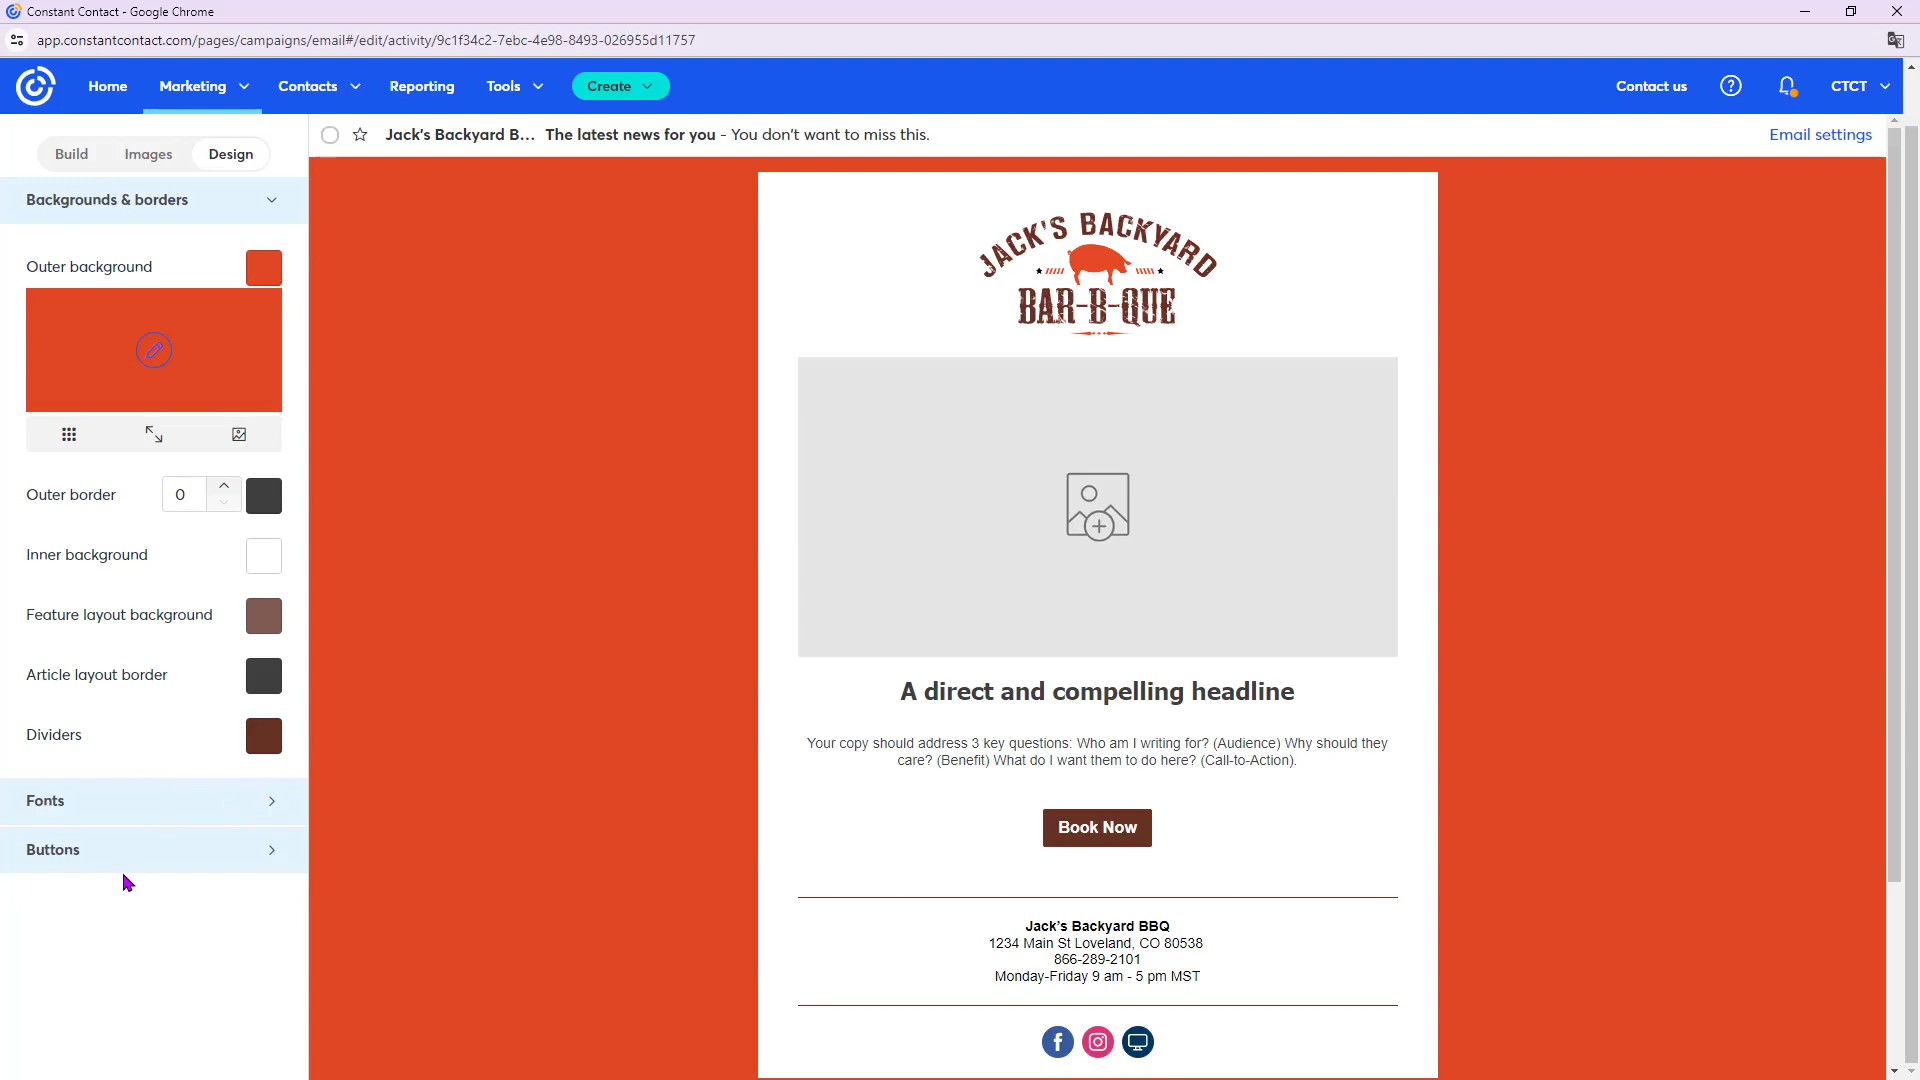 Constant Contact - Google Chrome
app.constantcontact.com/pages/campaigns/email#/edit/activity/9c1f34c2-7ebc-4e98-8493-026955d11757
Home Marketing Contacts Reporting Tools Create Contact us ? CTCT
Build Images Design
Jack's Backyard B... The latest news for you - You don't want to miss this. Email settings
Backgrounds & borders
Outer background
Outer border 0
Inner background
Feature layout background
Article layout border
Dividers
Fonts
Buttons
JACK'S BACKYARD
BAR-B-QUE
A direct and compelling headline
Your copy should address 3 key questions: Who am I writing for? (Audience) Why should they
care? (Benefit) What do I want them to do here? (Call-to-Action).
Book Now
Jack's Backyard BBQ
1234 Main St Loveland, CO 80538
866-289-2101
Monday-Friday 9 am - 5 pm MST